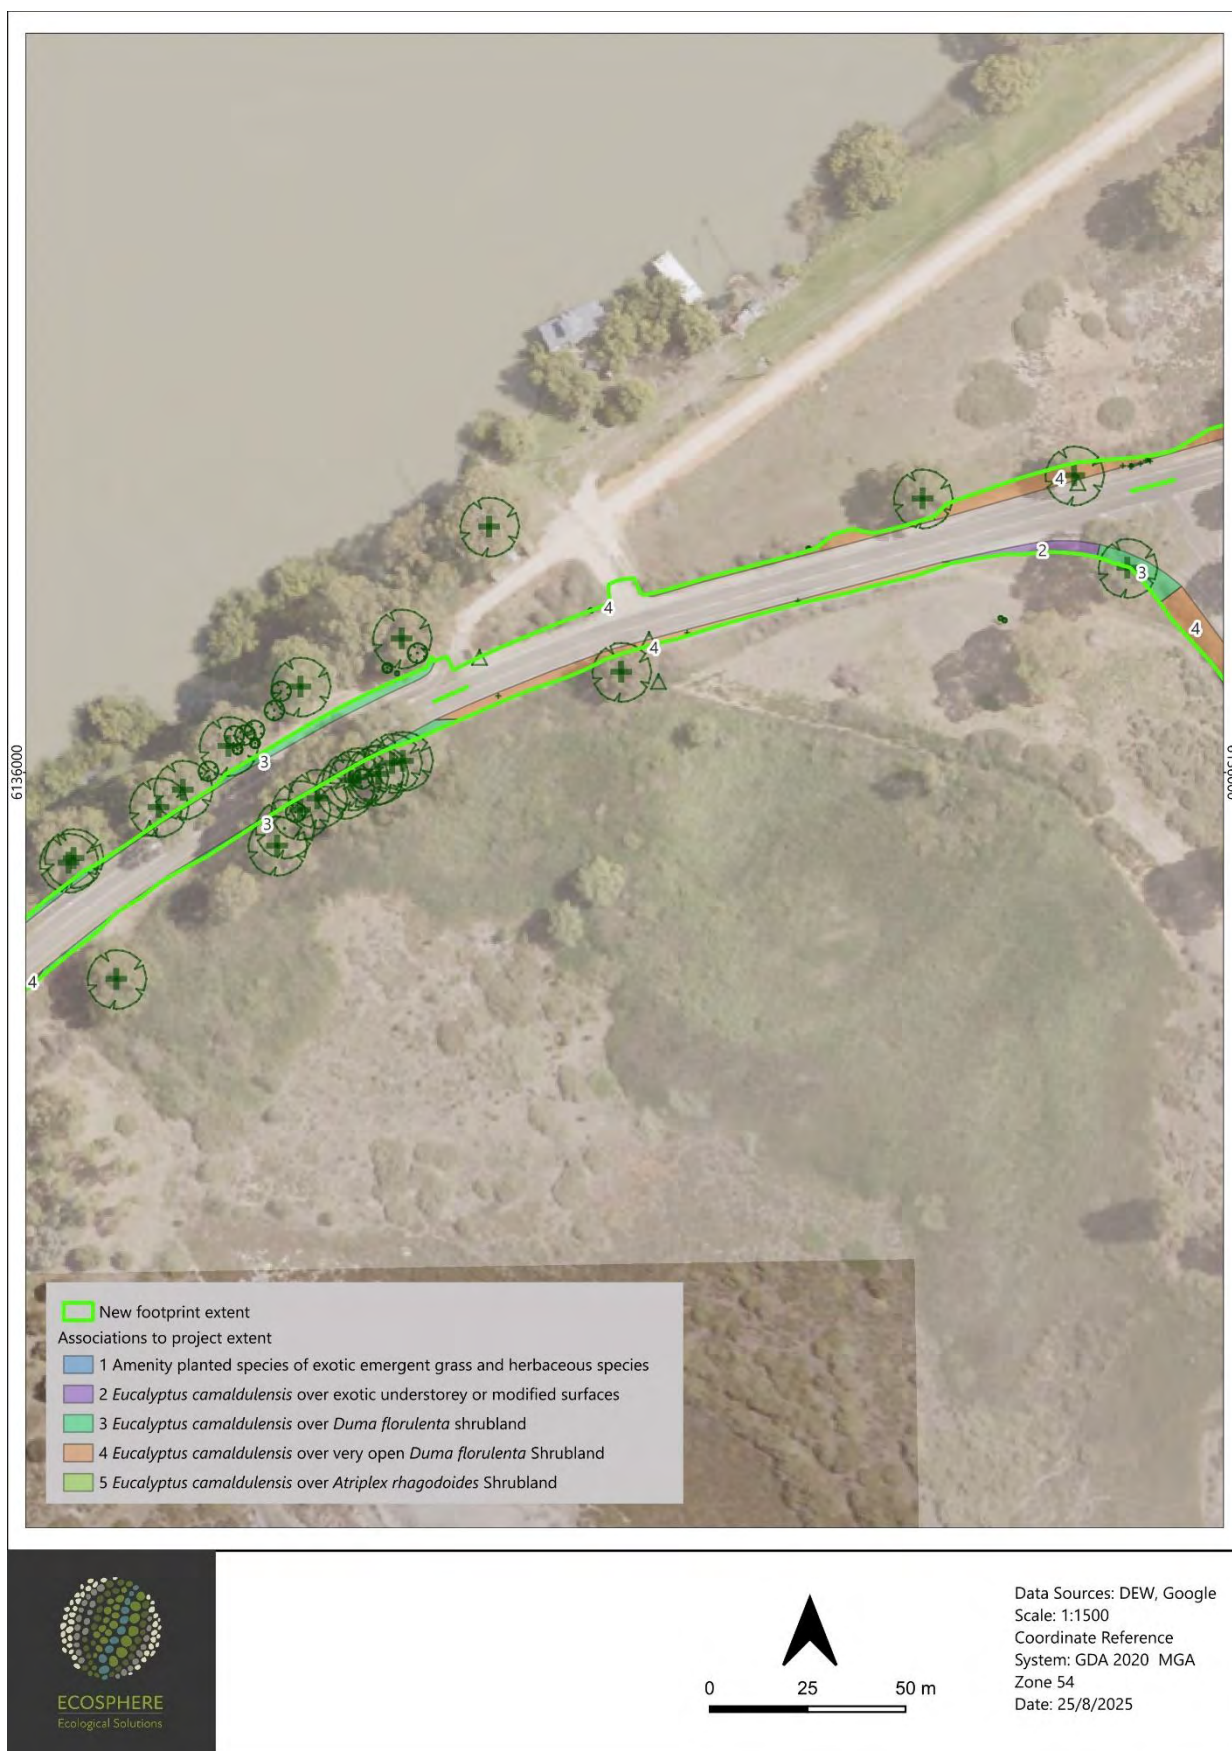 4
2
3
4
4
4
3
3
4
6136000
New footprint extent
Associations to project extent
1 Amenity planted species of exotic emergent grass and herbaceous species
2 Eucalyptus camaldulensis over exotic understorey or modified surfaces
3 Eucalyptus camaldulensis over Duma florulenta shrubland
4 Eucalyptus camaldulensis over very open Duma florulenta Shrubland
5 Eucalyptus camaldulensis over Atriplex rhagodoides Shrubland
ECOSPHERE
Ecological Solutions
0 25 50 m
Data Sources: DEW, Google
Scale: 1:1500
Coordinate Reference
System: GDA 2020 MGA
Zone 54
Date: 25/8/2025